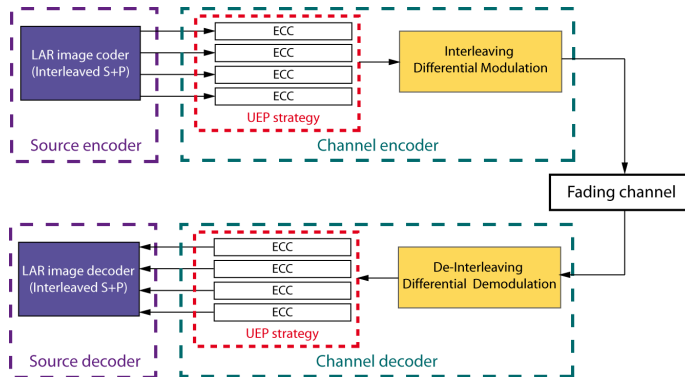 LAR image coder
(Interleaved S+P)
Source encoder
ECC
ECC
ECC
ECC
UEP strategy
Interleaving
Differential Modulation
Channel encoder
Fading channel
LAR image decoder
(Interleaved S+P)
Source decoder
ECC
ECC
ECC
ECC
UEP strategy
De-Interleaving
Differential Demodulation
Channel decoder